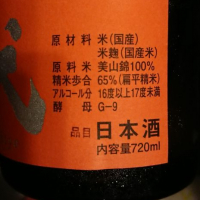 原材料 米(国産)
米麹(国産米)
原料米 美山錦100%
精米歩合 65%(扁平精米)
アルコール分 16度以上17度未満
酵母 G-9
品目 日本酒
内容量720ml